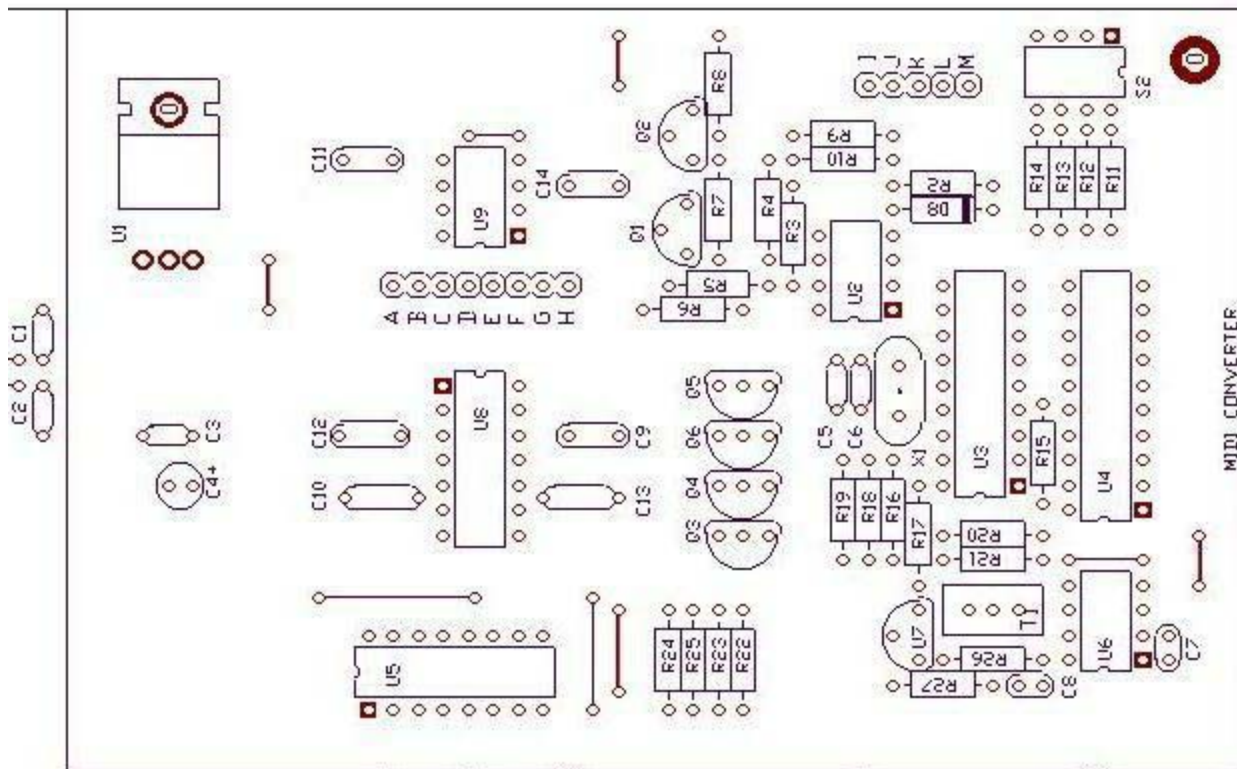 I
J
K
L
M
S2
R8
Q2
R9
R10
C11
C14
U9
R2
D8
R14
R13
R12
R11
R7
R4
R3
Q1
U1
U2
R5
R6
A
B
C
D
E
F
G
H
C1
C2
MIDI CONVERTER
Q5
U8
C5
C6
X1
U3
R15
U4
C3
C12
C9
Q6
C4+
C10
C13
Q4
Q3
R19
R18
R16
R17
R20
R21
T1
U7
U6
C7
R26
R27
C8
U5
R24
R25
R23
R22